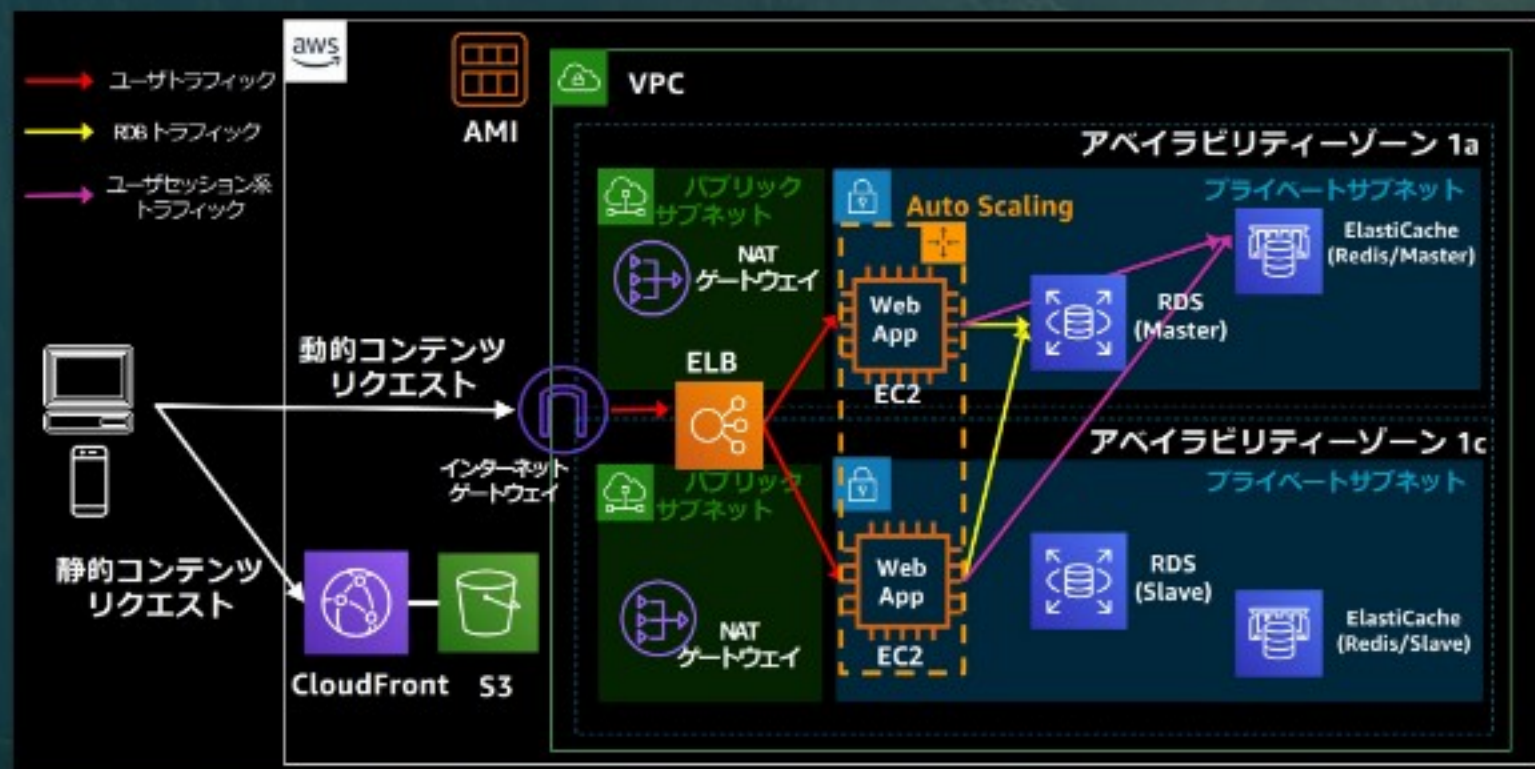 aws
ユーザトラフィック
RDB トラフィック
ユーザセッション系
トラフィック
AMI
VPC
アベイラビリティーゾーン 1a
パブリック
サブネット
プライベートサブネット
Auto Scaling
NAT
ゲートウェイ
Web
App
EC2
RDS
(Master)
ElastiCache
(Redis/Master)
動的コンテンツ
リクエスト
ELB
インターネット
ゲートウェイ
アベイラビリティーゾーン 1c
パブリック
サブネット
プライベートサブネット
NAT
ゲートウェイ
Web
App
EC2
RDS
(Slave)
ElastiCache
(Redis/Slave)
静的コンテンツ
リクエスト
CloudFront
S3